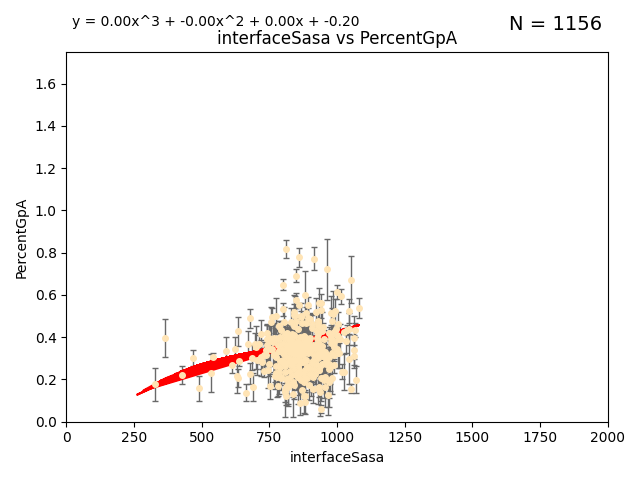 y = 0.00x^3 + -0.00x^2 + 0.00x + -0.20
N = 1156
interfaceSasa vs PercentGpA
1.6
1.4
1.2
1.0
0.8
0.6
0.4
0.2
0.0
PercentGpA
0 250 500 750 1000 1250 1500 1750 2000
interfaceSasa